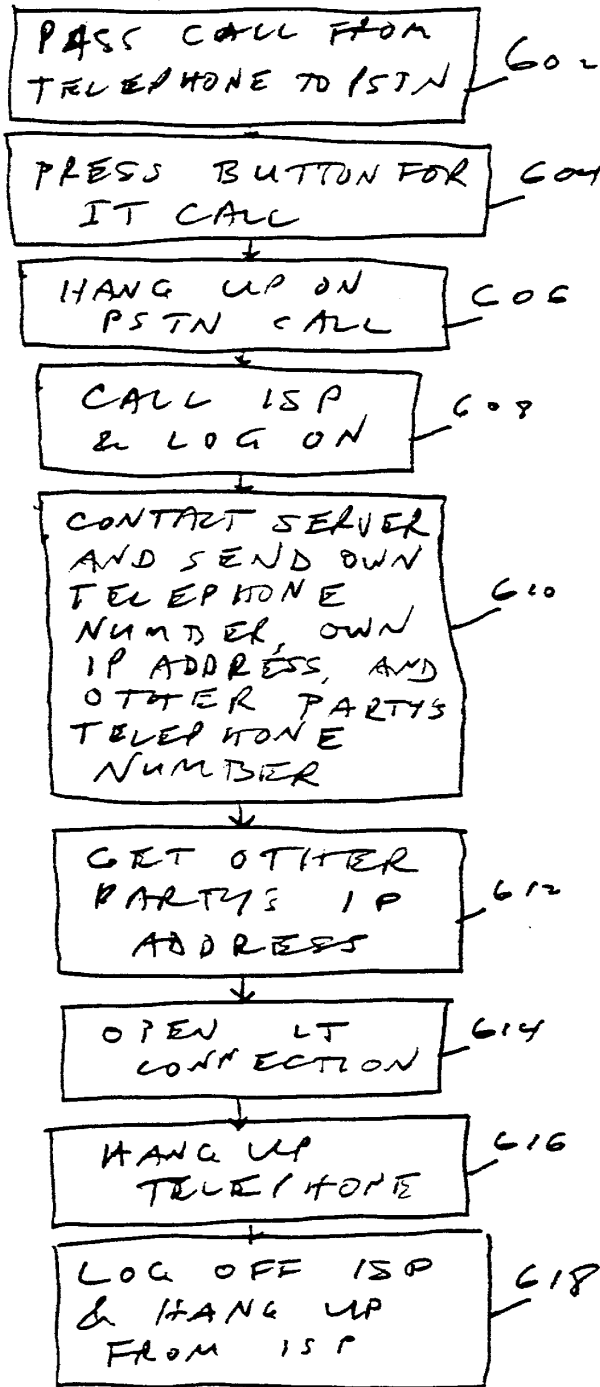 PASS CALL FROM
TELEPHONE TO PSTN
602
PRESS BUTTON FOR
IT CALL
604
HANG UP ON
PSTN CALL
606
CALL ISP
& LOG ON
608
CONTACT SERVER
AND SEND OWN
TELEPHONE
NUMBER, OWN
IP ADDRESS, AND
OTHER PARTY'S
TELEPHONE
NUMBER
610
GET OTHER
PARTY'S IP
ADDRESS
612
OPEN IT
CONNECTION
614
HANG UP
TELEPHONE
616
LOG OFF ISP
& HANG UP
FROM ISP
618